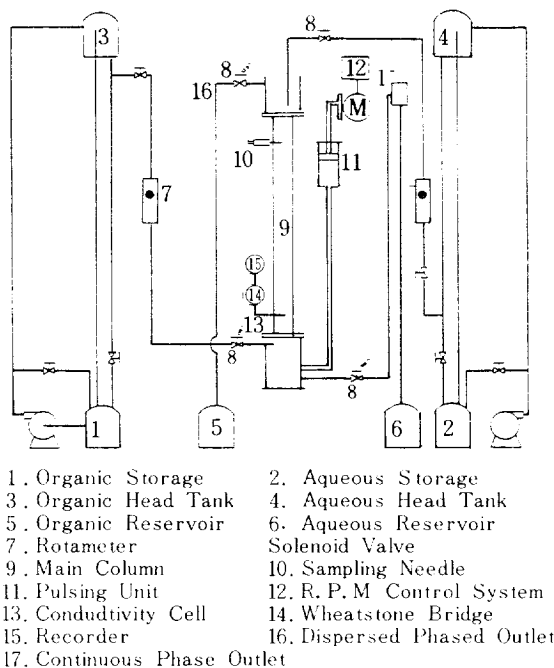 8
3
4
12
1-
8
16
M
10
11
7
9
15
14
13
8
8
1
5
6
2
1. Organic Storage
2. Aqueous Storage
3. Organic Head Tank
4. Aqueous Head Tank
5. Organic Reservoir
6. Aqueous Reservoir
7. Rotameter
Solenoid Valve
9. Main Column
10. Sampling Needle
11. Pulsing Unit
12. R.P.M Control System
13. Condudtivity Cell
14. Wheatstone Bridge
15. Recorder
16. Dispersed Phased Outlet
17. Continuous Phase Outlet